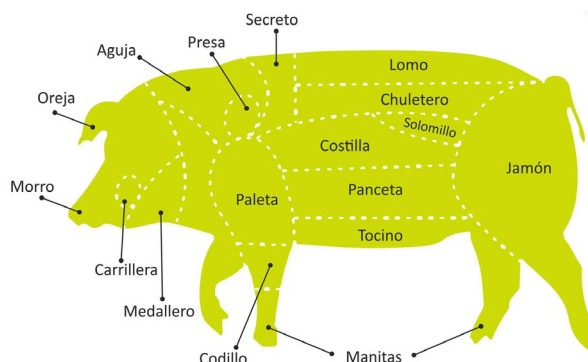 Secreto
Presa
Aguja
Oreja
Lomo
Chuletero
Solomillo
Costilla
Jamón
Morro
Paleta
Panceta
Tocino
Carrillera
Medallero
Codillo
Manitas